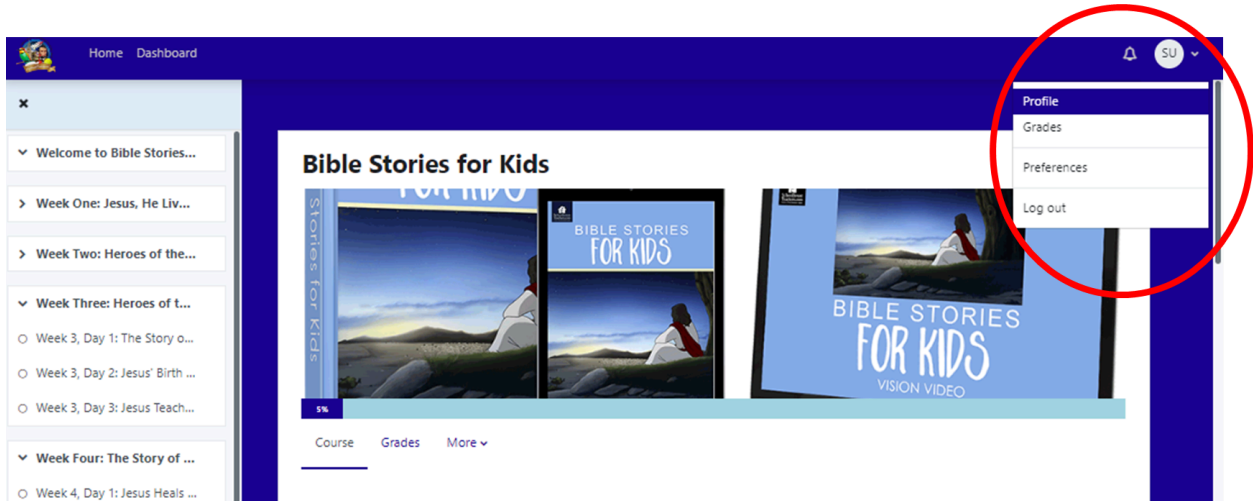 Home Dashboard
SU
Profile
Grades
Preferences
Log out
Welcome to Bible Stories...
Week One: Jesus, He Liv...
Week Two: Heroes of the...
Week Three: Heroes of t...
Week 3, Day 1: The Story o...
Week 3, Day 2: Jesus' Birth ...
Week 3, Day 3: Jesus Teach...
Week Four: The Story of ...
Week 4, Day 1: Jesus Heals ...
Bible Stories for Kids
Stories for Kids
FOR KIDS
BIBLE STORIES
FOR KIDS
BIBLE STORIES
FOR KIDS
VISION VIDEO
5%
Course Grades More